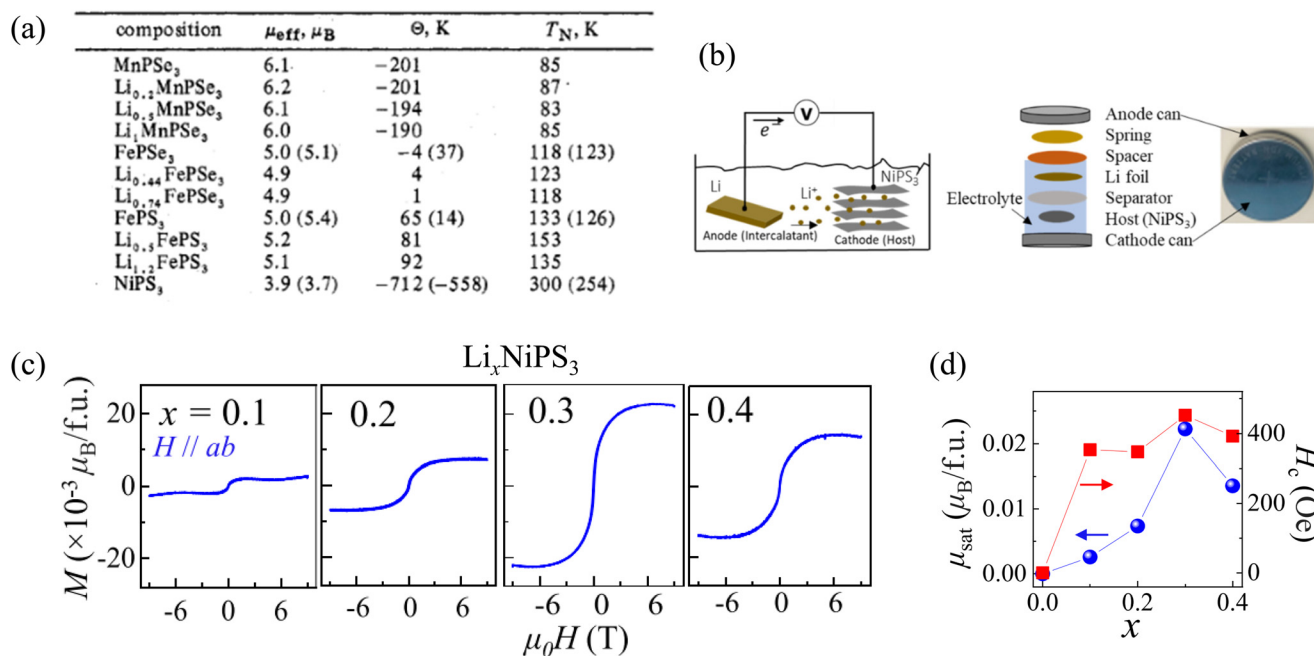 (a)
composition μeff, μB Θ, K TN, K
MnPSe₃ 6.1 −201 85
Li₀.₂MnPSe₃ 6.2 −201 87
Li₀.₅MnPSe₃ 6.1 −194 83
Li₁MnPSe₃ 6.0 −190 85
FePSe₃ 5.0 (5.1) −4 (37) 118 (123)
Li₀.₄₄FePSe₃ 4.9 4 123
Li₀.₇₄FePSe₃ 4.9 1 118
FePS₃ 5.0 (5.4) 65 (14) 133 (126)
Li₀.₅FePS₃ 5.2 81 153
Li₁.₂FePS₃ 5.1 92 135
NiPS₃ 3.9 (3.7) −712 (−558) 300 (254)
(b)
V
e⁻
NiPS₃
Li
Li⁺
Anode (Intercalatant)
Cathode (Host)
Anode can
Spring
Spacer
Li foil
Electrolyte
Separator
Host (NiPS₃)
Cathode can
(c)
LiₓNiPS₃
M (×10⁻³ μB/f.u.)
20
0
-20
x = 0.1
H // ab
0.2
0.3
0.4
-6 0 6 -6 0 6 -6 0 6 -6 0 6
μ₀H (T)
(d)
μsat (μB/f.u.)
0.02
0.01
0.00
400
200
0
Hc (Oe)
0.0 0.2 0.4
x